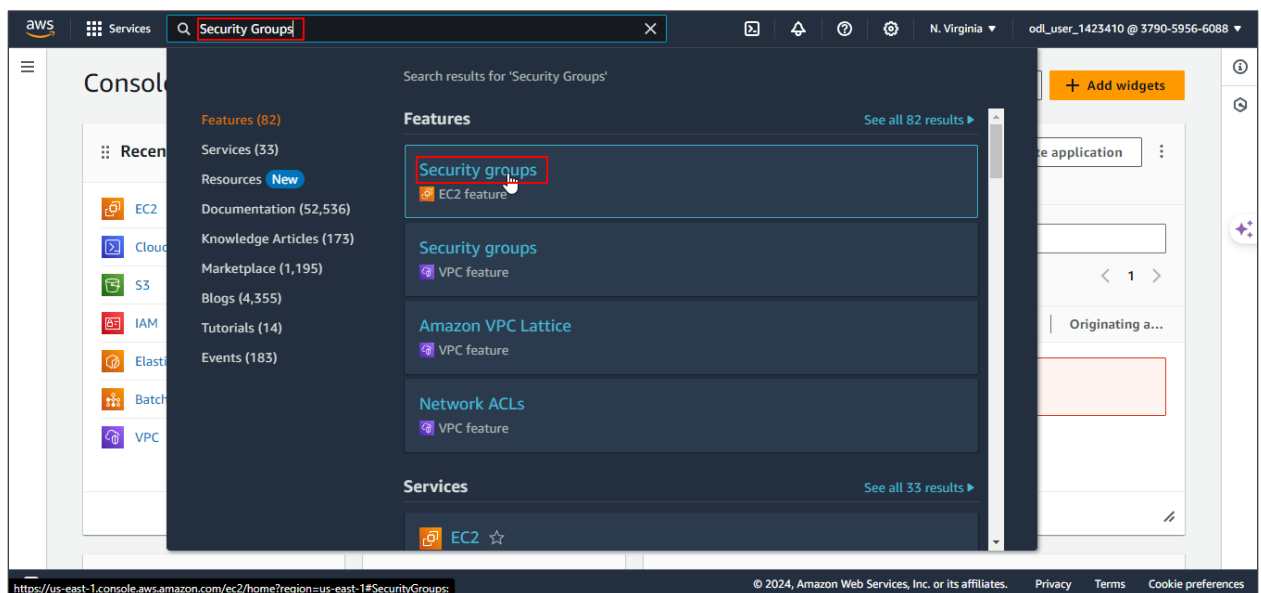 aws
Services
Security Groups
N. Virginia
odl_user_1423410 @ 3790-5956-6088
Search results for 'Security Groups'
Consol
+ Add widgets
Features (82)
Services (33)
Resources New
Documentation (52,536)
Knowledge Articles (173)
Marketplace (1,195)
Blogs (4,355)
Tutorials (14)
Events (183)
Features
See all 82 results
Security groups
EC2 feature
Security groups
VPC feature
Amazon VPC Lattice
VPC feature
Network ACLs
VPC feature
Services
See all 33 results
EC2
Recen
EC2
Cloud
S3
IAM
Elasti
Batch
VPC
te application
1
Originating a...
https://us-east-1.console.aws.amazon.com/ec2/home?region=us-east-1#SecurityGroups:
© 2024, Amazon Web Services, Inc. or its affiliates.
Privacy
Terms
Cookie preferences